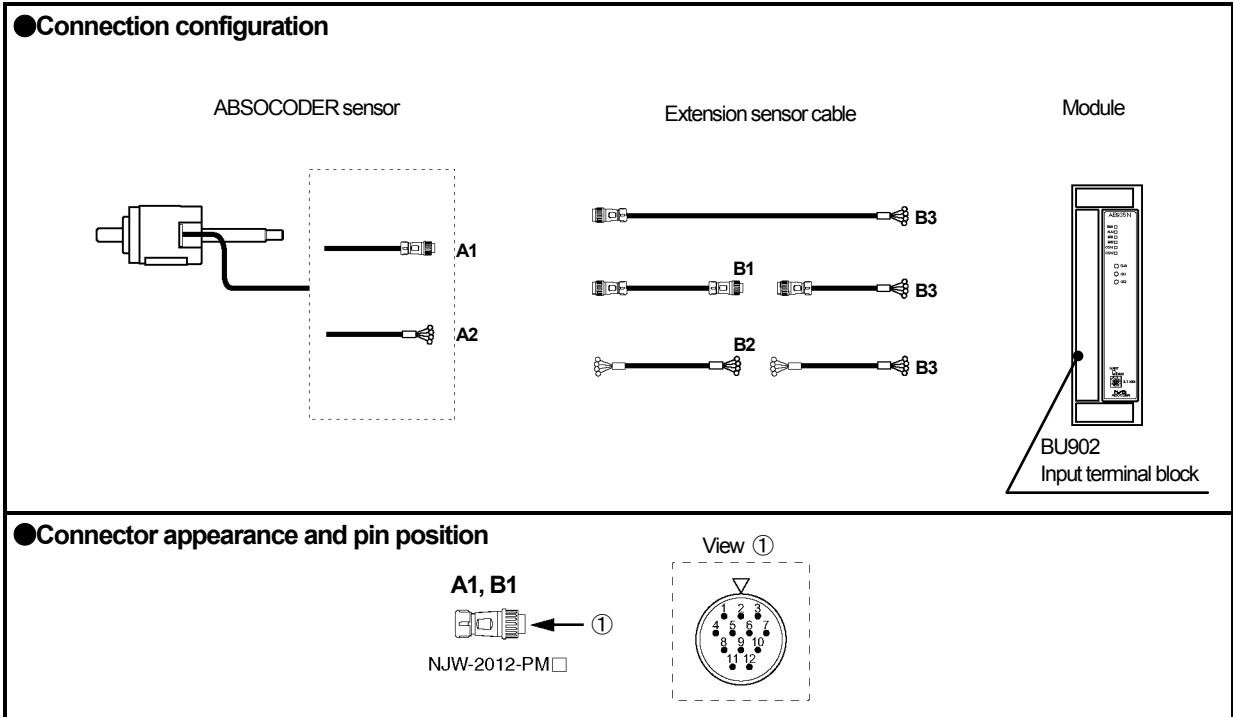 ●Connection configuration
ABSOCODER sensor
Extension sensor cable
Module
A1
A2
B3
B1
B3
B2
B3
BU902
Input terminal block
●Connector appearance and pin position
A1, B1
①
NJW-2012-PM□
View ①
1 2 3
4 5 6 7
8 9 10
11 12